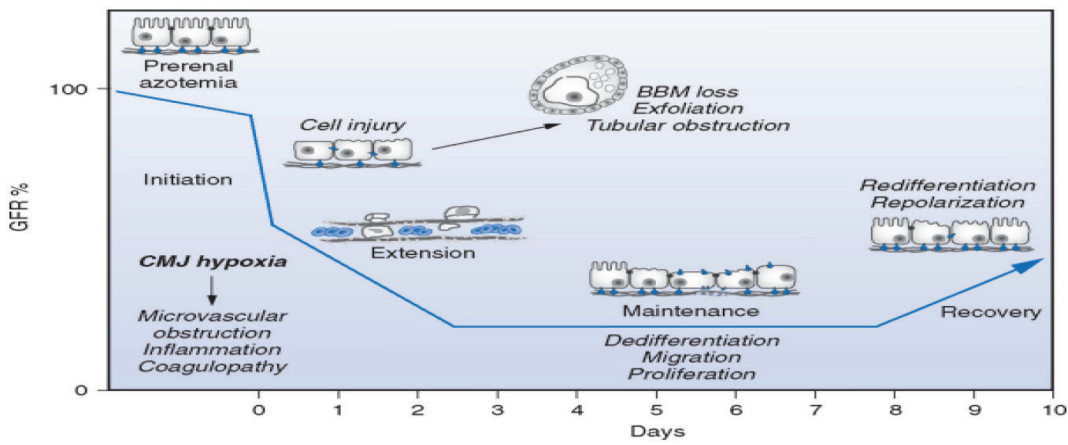 Prerenal
azotemia
100
Cell injury
BBM loss
Exfoliation
Tubular obstruction
Initiation
Redifferentiation
Repolarization
GFR %
Extension
CMJ hypoxia
Maintenance
Recovery
Microvascular
obstruction
Inflammation
Coagulopathy
Dedifferentiation
Migration
Proliferation
0
0 1 2 3 4 5 6 7 8 9 10
Days